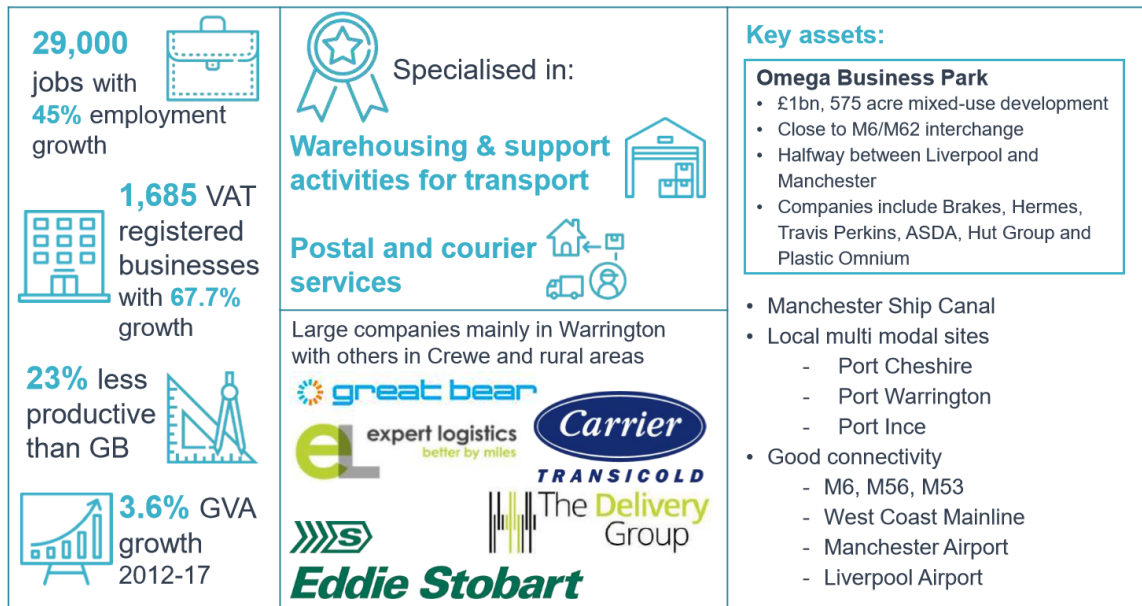 29,000
jobs with
45% employment
growth
1,685 VAT
registered
businesses
with 67.7%
growth
23% less
productive
than GB
3.6% GVA
growth
2012-17
Specialised in:
Warehousing & support
activities for transport
Postal and courier
services
Large companies mainly in Warrington
with others in Crewe and rural areas
great bear
eL expert logistics
better by miles
Carrier
TRANSICOLD
The Delivery
Group
S
Eddie Stobart
Key assets:
Omega Business Park
• £1bn, 575 acre mixed-use development
• Close to M6/M62 interchange
• Halfway between Liverpool and
Manchester
• Companies include Brakes, Hermes,
Travis Perkins, ASDA, Hut Group and
Plastic Omnium
• Manchester Ship Canal
• Local multi modal sites
- Port Cheshire
- Port Warrington
- Port Ince
• Good connectivity
- M6, M56, M53
- West Coast Mainline
- Manchester Airport
- Liverpool Airport